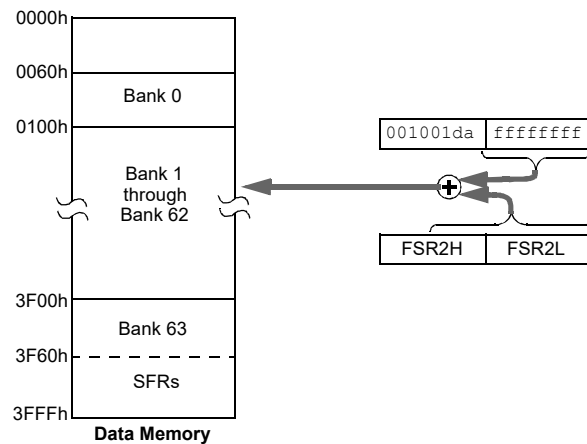 0000h
0060h
Bank 0
0100h
001001da ffffffff
Bank 1
through
Bank 62
FSR2H FSR2L
3F00h
Bank 63
3F60h
SFRs
3FFFh
Data Memory